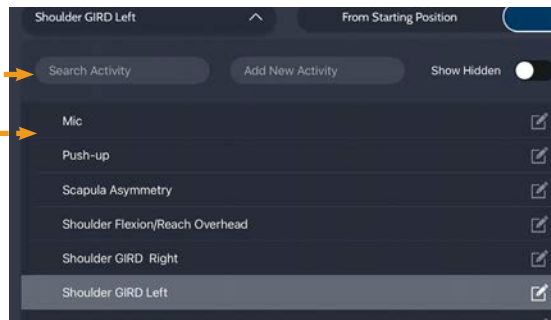 Shoulder GIRD Left From Starting Position
Search Activity Add New Activity Show Hidden
Mic
Push-up
Scapula Asymmetry
Shoulder Flexion/Reach Overhead
Shoulder GIRD  Right
Shoulder GIRD Left